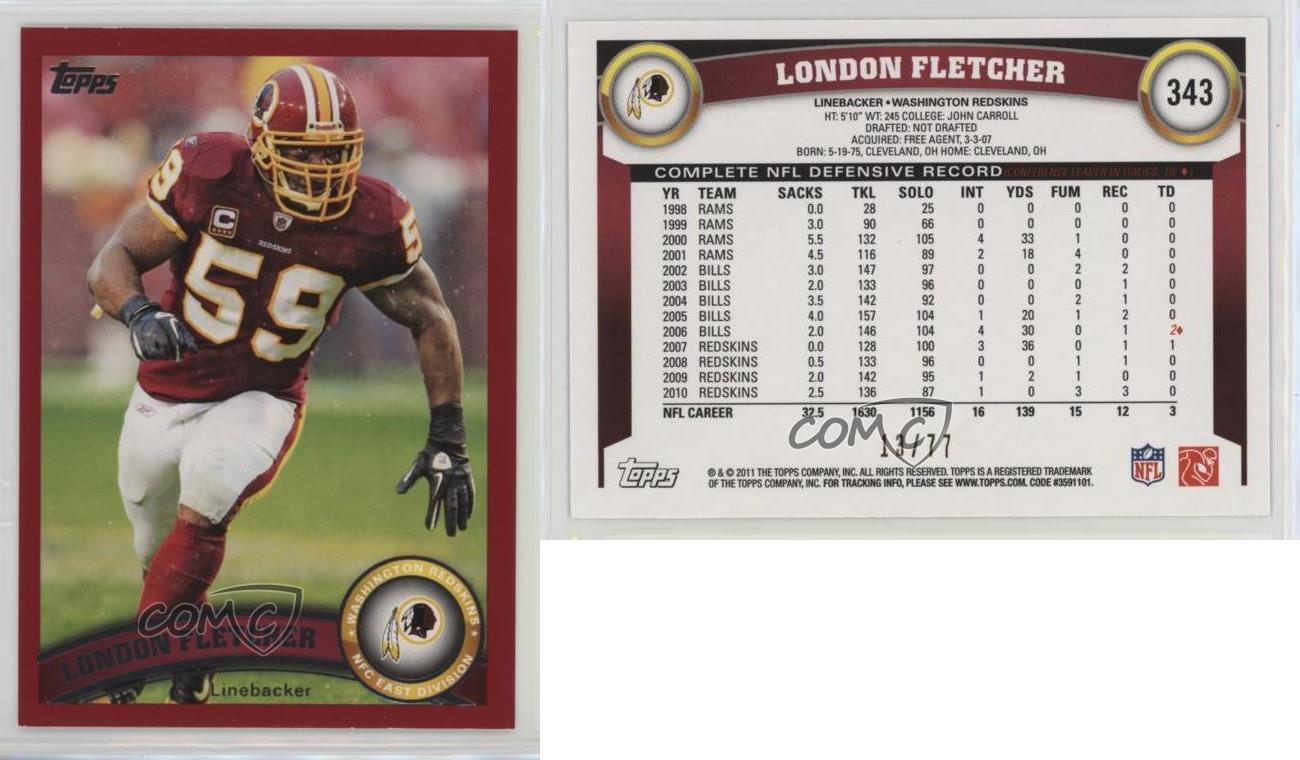 Topps
Riddell
59
C
NFL
REDSKINS
59
COMC
LONDON FLETCHER
Linebacker
WASHINGTON REDSKINS
NFC EAST DIVISION
LONDON FLETCHER
343
LINEBACKER • WASHINGTON REDSKINS
HT: 5'10" WT: 245 COLLEGE: JOHN CARROLL
DRAFTED: NOT DRAFTED
ACQUIRED: FREE AGENT, 3-3-07
BORN: 5-19-75, CLEVELAND, OH HOME: CLEVELAND, OH
COMPLETE NFL DEFENSIVE RECORD (CONFERENCE LEADER IN ITALICS, TIE ♦)
YR TEAM SACKS TKL SOLO INT YDS FUM REC TD
1998 RAMS 0.0 28 25 0 0 0 0 0
1999 RAMS 3.0 90 66 0 0 0 0 0
2000 RAMS 5.5 132 105 4 33 1 0 0
2001 RAMS 4.5 116 89 2 18 4 0 0
2002 BILLS 3.0 147 97 0 0 2 2 0
2003 BILLS 2.0 133 96 0 0 0 1 0
2004 BILLS 3.5 142 92 0 0 2 1 0
2005 BILLS 4.0 157 104 1 20 1 2 0
2006 BILLS 2.0 146 104 4 30 0 1 2♦
2007 REDSKINS 0.0 128 100 3 36 0 1 1
2008 REDSKINS 0.5 133 96 0 0 1 1 0
2009 REDSKINS 2.0 142 95 1 2 1 0 0
2010 REDSKINS 2.5 136 87 1 0 3 3 0
NFL CAREER 32.5 1630 1156 16 139 15 12 3
COMC
13/77
Topps
® & © 2011 THE TOPPS COMPANY, INC. ALL RIGHTS RESERVED. TOPPS IS A REGISTERED TRADEMARK
OF THE TOPPS COMPANY, INC. FOR TRACKING INFO, PLEASE SEE WWW.TOPPS.COM. CODE #3591101.
NFL